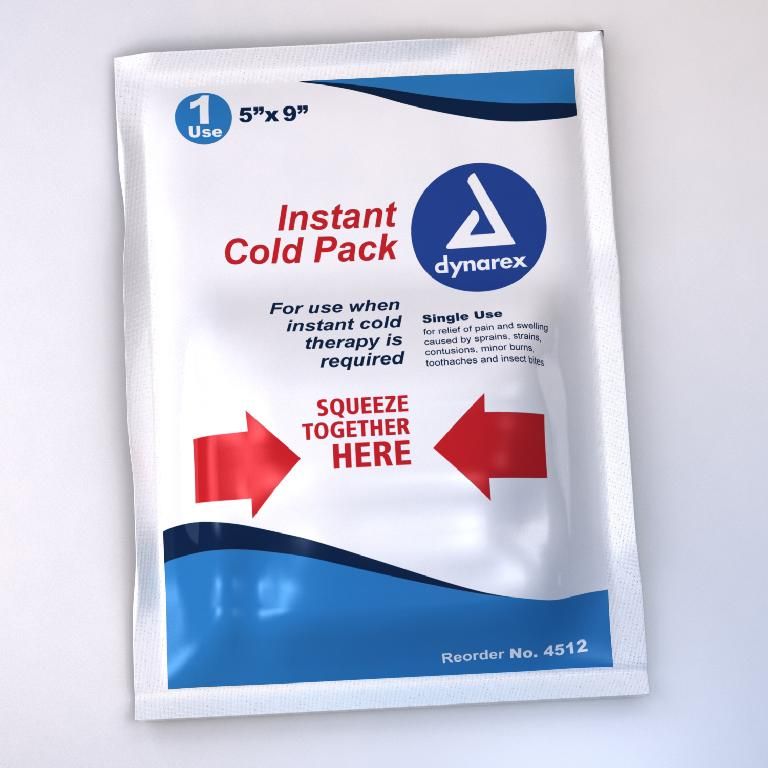 1
Use
5”x 9”
Instant
Cold Pack
dynarex
For use when
instant cold
therapy is
required
Single Use
for relief of pain and swelling
caused by sprains, strains,
contusions, minor burns,
toothaches and insect bites
SQUEEZE
TOGETHER
HERE
Reorder No. 4512